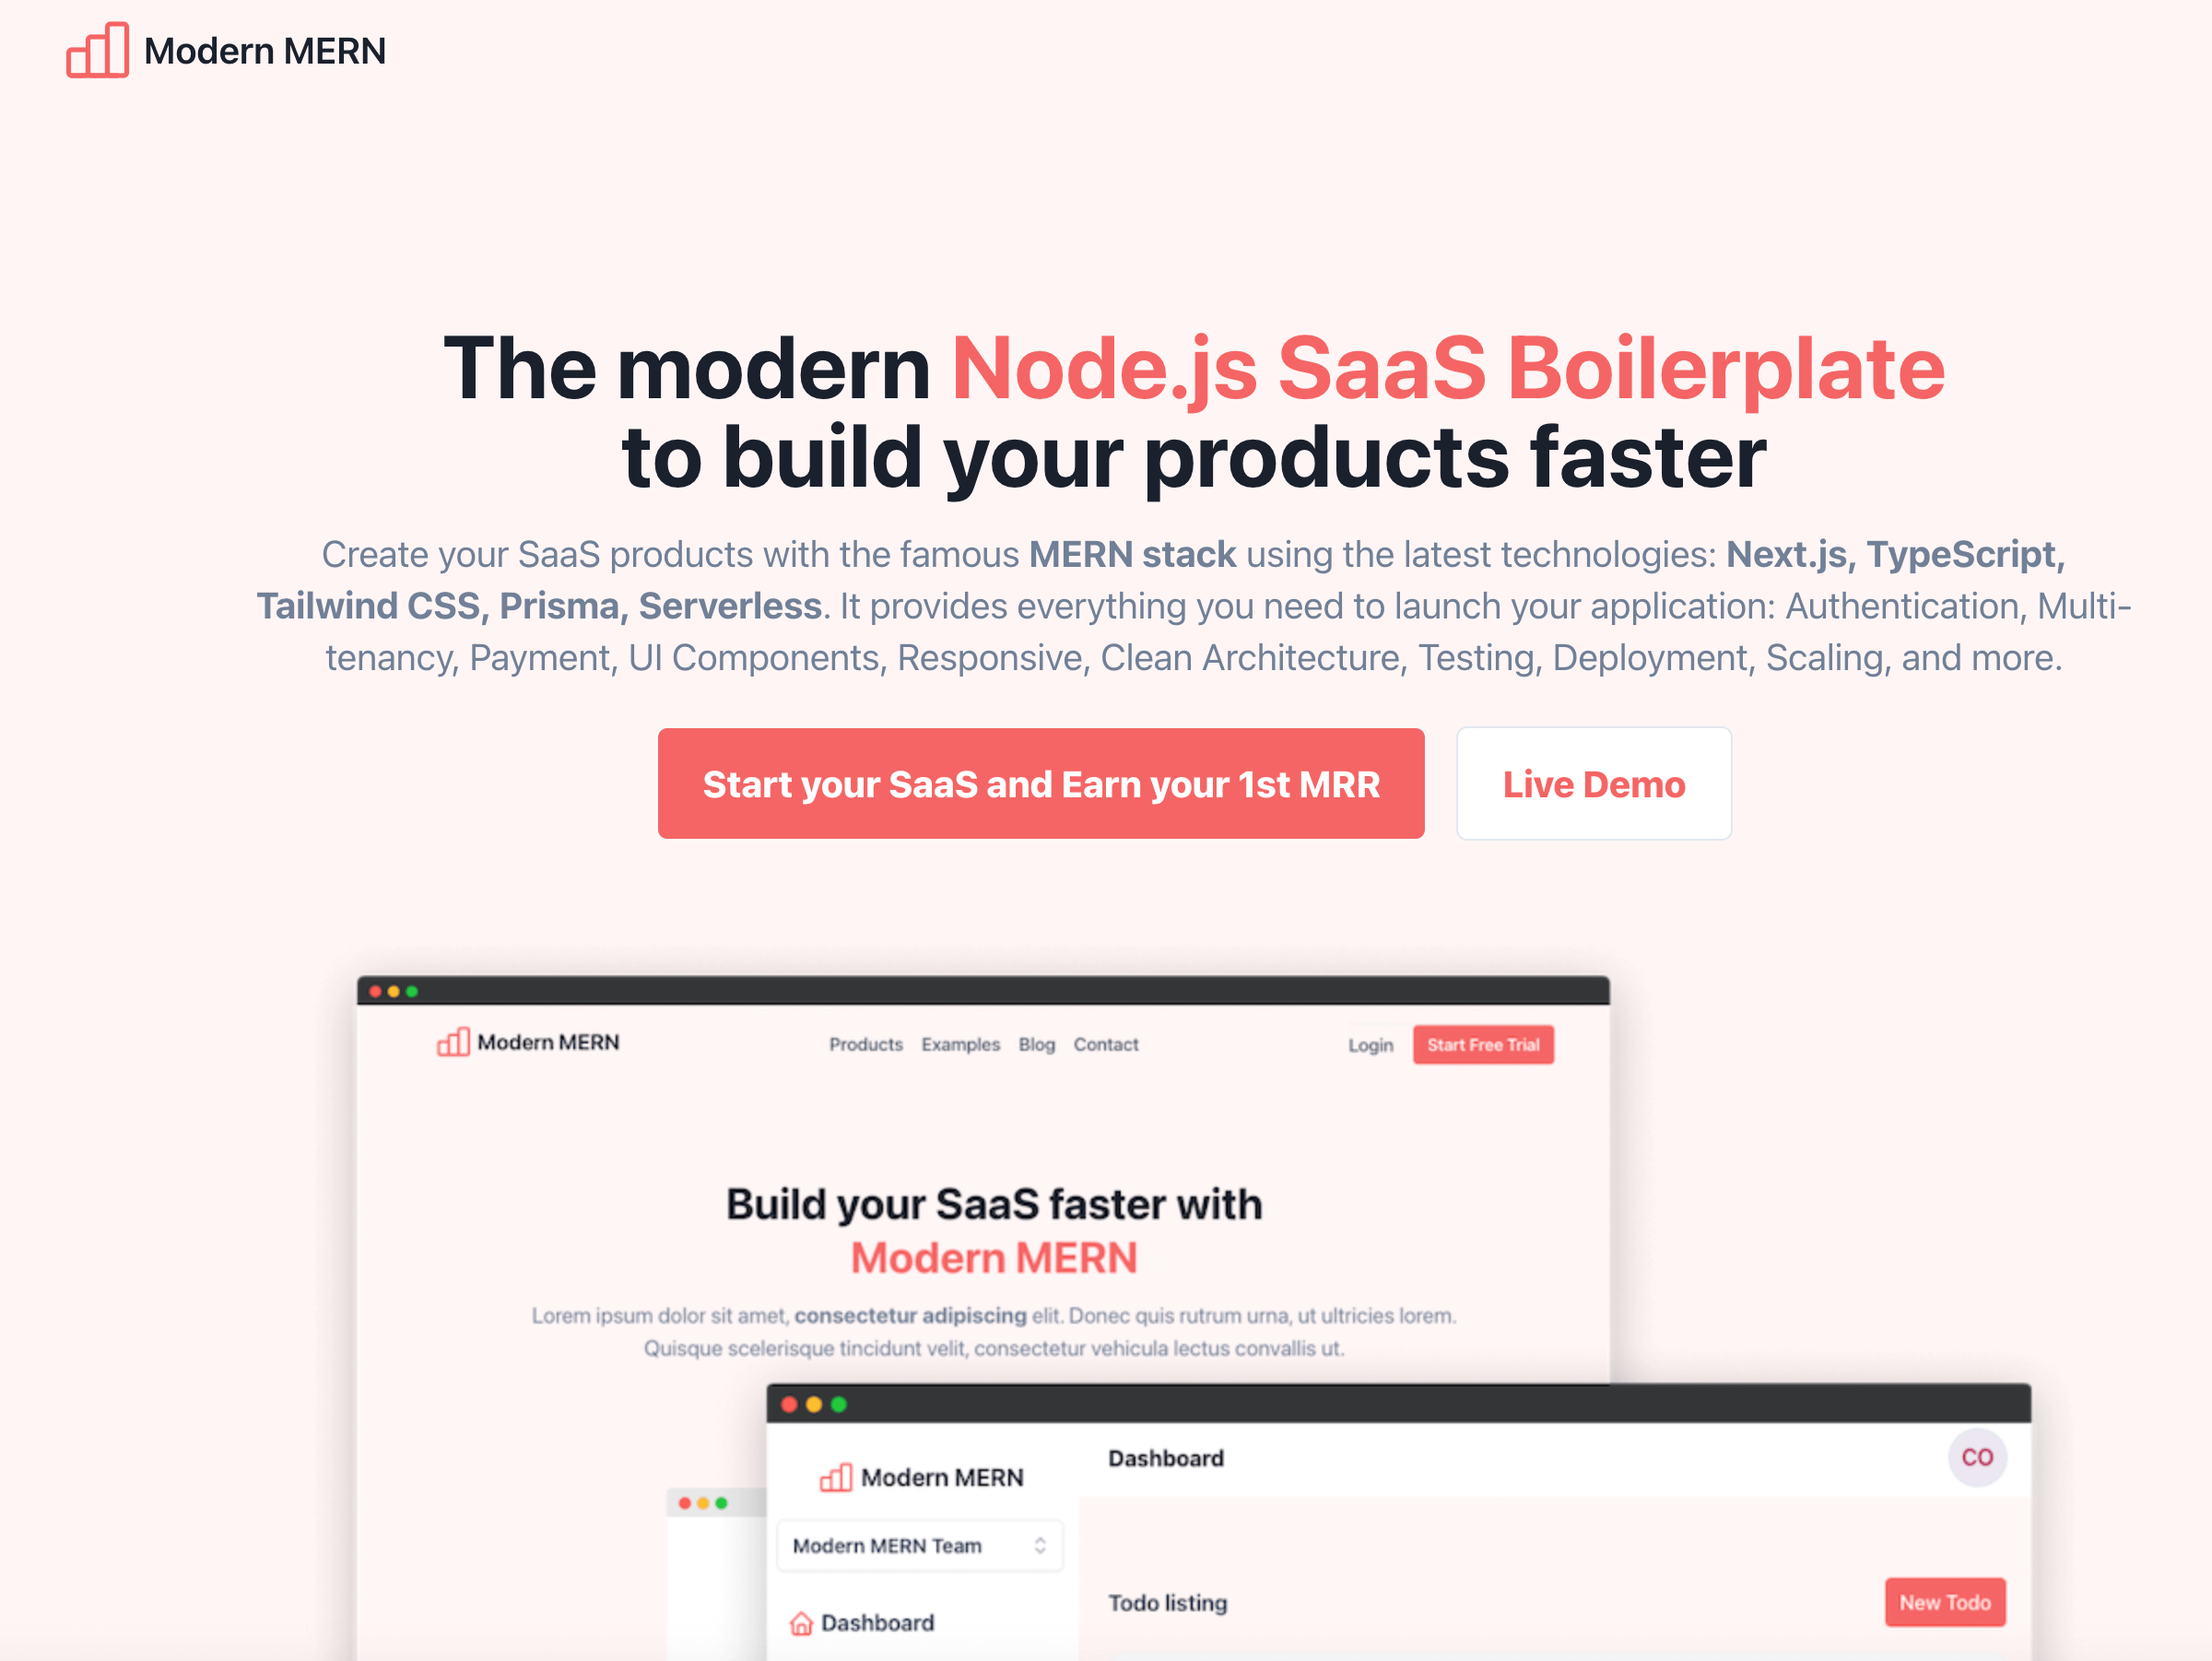 Modern MERN
The modern Node.js SaaS Boilerplate
to build your products faster
Create your SaaS products with the famous MERN stack using the latest technologies: Next.js, TypeScript,
Tailwind CSS, Prisma, Serverless. It provides everything you need to launch your application: Authentication, Multi-
tenancy, Payment, UI Components, Responsive, Clean Architecture, Testing, Deployment, Scaling, and more.
Start your SaaS and Earn your 1st MRR
Live Demo
Modern MERN
Products Examples Blog Contact
Login
Start Free Trial
Build your SaaS faster with
Modern MERN
Lorem ipsum dolor sit amet, consectetur adipiscing elit. Donec quis rutrum urna, ut ultricies lorem.
Quisque scelerisque tincidunt velit, consectetur vehicula lectus convallis ut.
Modern MERN
Dashboard
CO
Modern MERN Team
Todo listing
New Todo
Dashboard